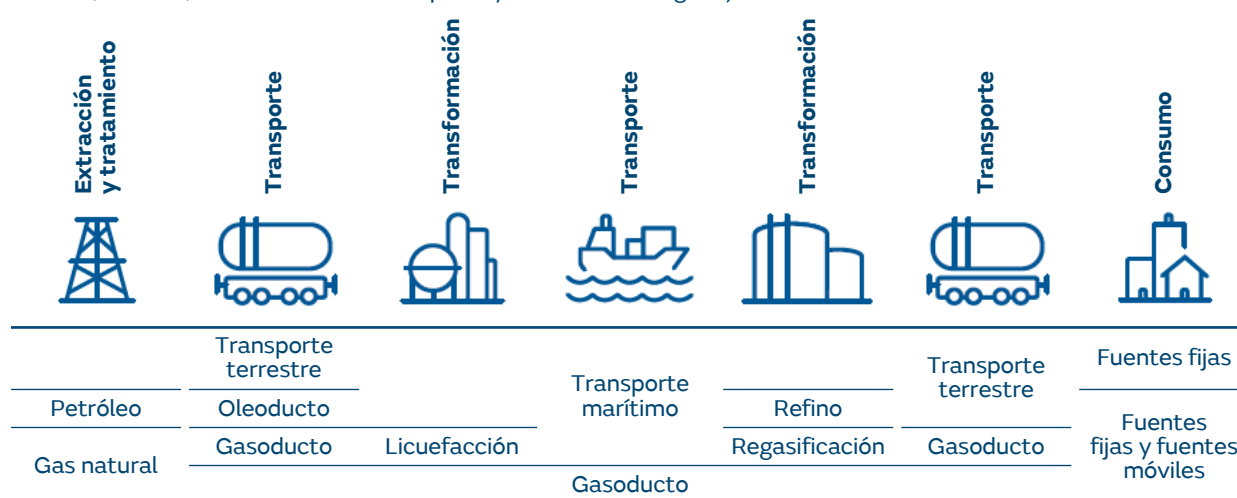 Extracción
y tratamiento
Transporte
Transformación
Transporte
Transformación
Transporte
Consumo
Transporte
terrestre
Transporte
marítimo
Transporte
terrestre
Fuentes fijas
Petróleo
Oleoducto
Refino
Fuentes
fijas y fuentes
móviles
Gas natural
Gasoducto
Licuefacción
Regasificación
Gasoducto
Gasoducto